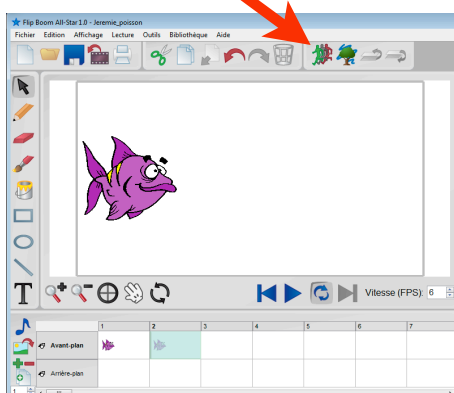 Flip Boom All-Star 1.0 - Jeremie_poisson
Fichier Edition Affichage Lecture Outils Bibliothèque Aide
T
Vitesse (FPS): 6
1 2 3 4 5 6 7
Avant-plan
Arrière-plan
1